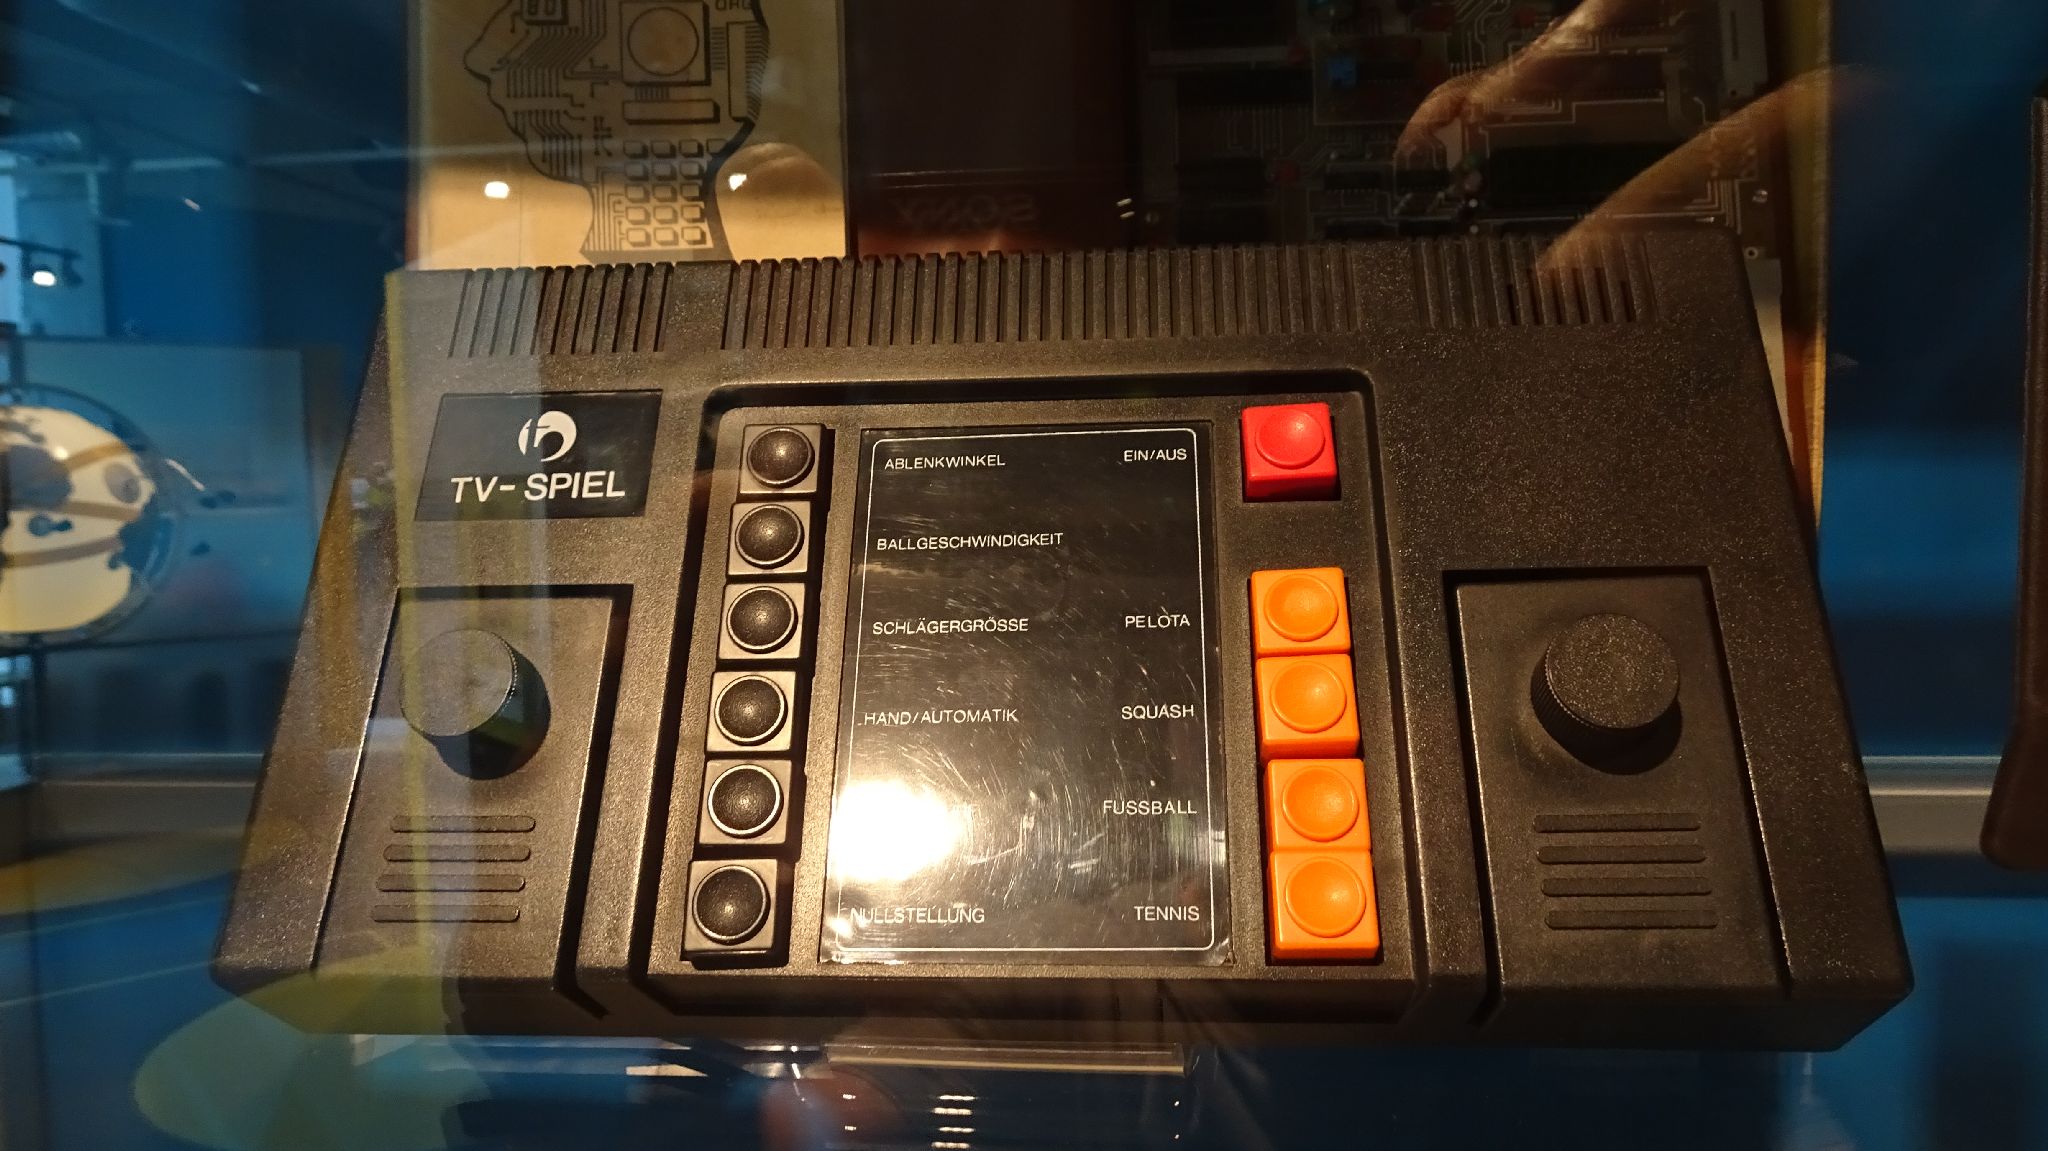 TV-SPIEL
ABLENKWINKEL EIN/AUS
BALLGESCHWINDIGKEIT
SCHLÄGERGRÖSSE PELOTA
HAND/AUTOMATIK SQUASH
FUSSBALL
NULLSTELLUNG TENNIS